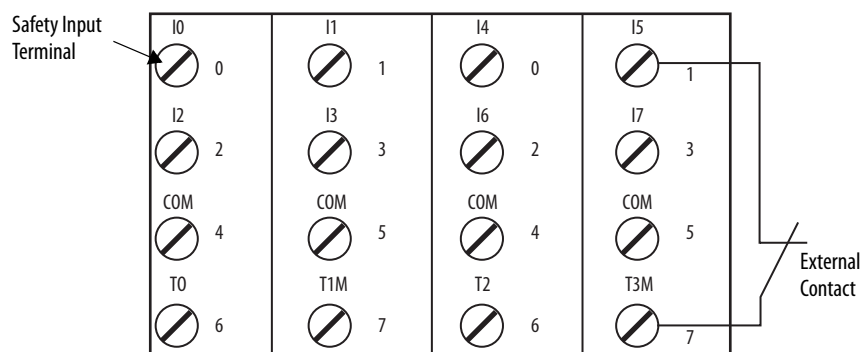 Safety Input
Terminal
I0 I1 I4 I5
0 1 0 1
I2 I3 I6 I7
2 3 2 3
COM COM COM COM
4 5 4 5
T0 T1M T2 T3M
6 7 6 7
External
Contact